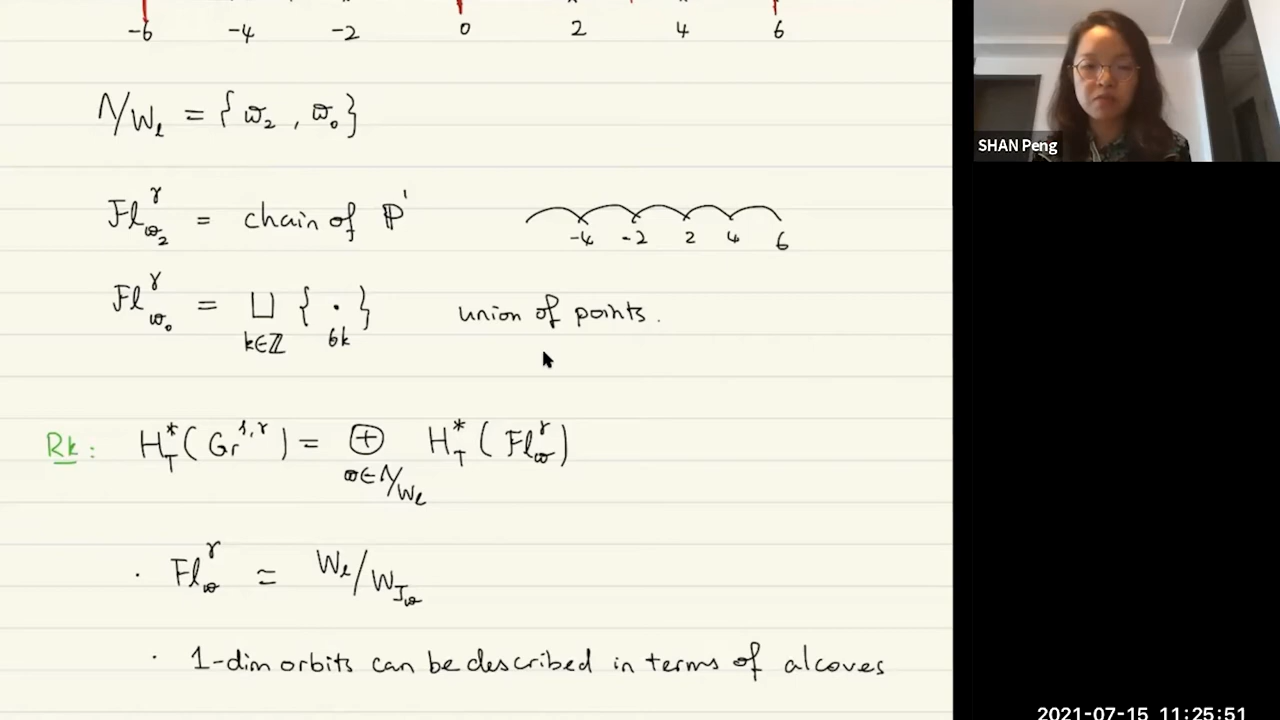 -6 -4 -2 0 2 4 6
Λ/W_ℓ = { ϖ_2 , ϖ_0 }
Fl^γ_{ϖ_2} = chain of ℙ^1
-4 -2 2 4 6
Fl^γ_{ϖ_0} = ⊔_{k∈ℤ} { · }_{6k} union of points.
Rk: H^*_T( Gr^{1,γ} ) = ⊕_{ϖ∈Λ/W_ℓ} H^*_T( Fl^γ_ϖ )
· Fl^γ_ϖ ≃ W_ℓ/W_{J_ϖ}
· 1-dim orbits can be described in terms of alcoves
SHAN Peng
2021-07-15 11:25:51